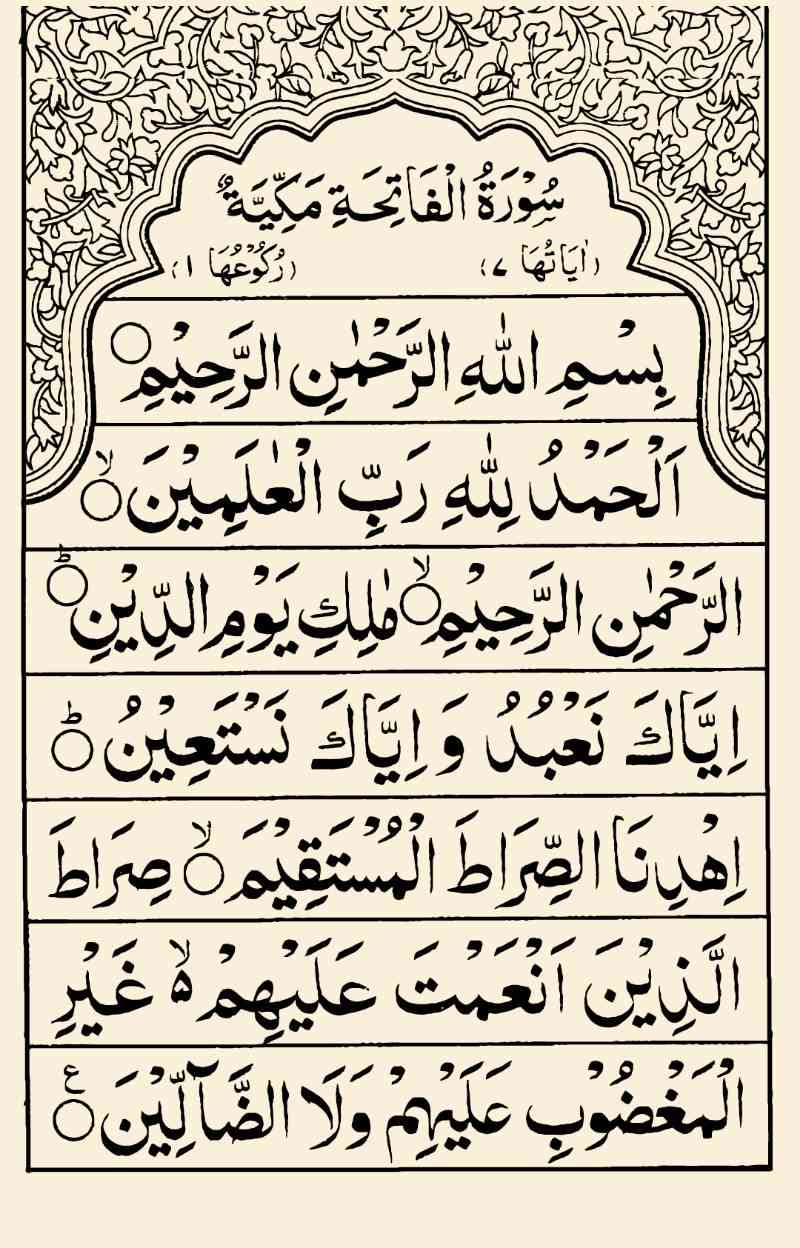 سُوْرَةُ الْفَاتِحَةِ مَكِّيَّةٌ
(اٰيَاتُهَا ٧) (رُكُوْعُهَا ١)
بِسْمِ اللّٰهِ الرَّحْمٰنِ الرَّحِيْمِ ○
اَلْحَمْدُ لِلّٰهِ رَبِّ الْعٰلَمِيْنَ ○ۙ
الرَّحْمٰنِ الرَّحِيْمِ ○ۙ مٰلِكِ يَوْمِ الدِّيْنِ ○ؕ
اِيَّاكَ نَعْبُدُ وَ اِيَّاكَ نَسْتَعِيْنُ ○ؕ
اِهْدِنَا الصِّرَاطَ الْمُسْتَقِيْمَ ○ۙ صِرَاطَ
الَّذِيْنَ اَنْعَمْتَ عَلَيْهِمْ ۵ۙ غَيْرِ
الْمَغْضُوْبِ عَلَيْهِمْ وَلَا الضَّآلِّيْنَ ○ع